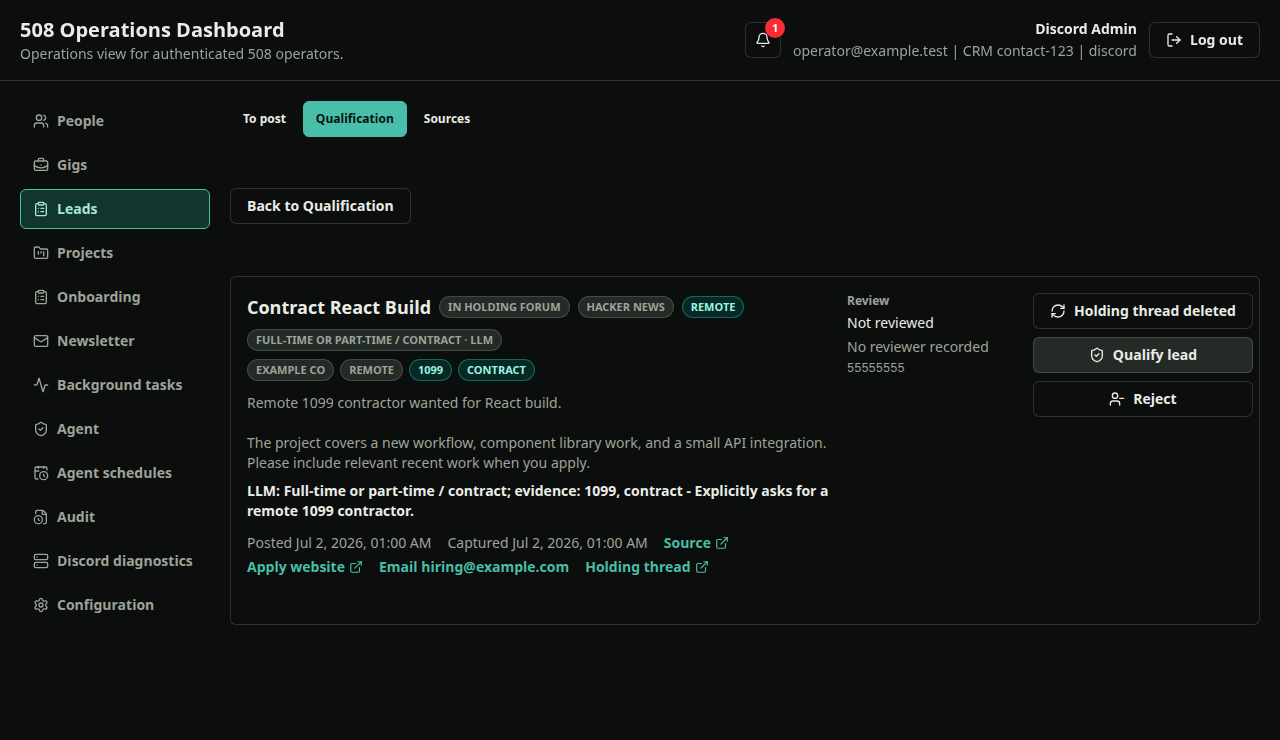 508 Operations Dashboard
Operations view for authenticated 508 operators.
1
Discord Admin
operator@example.test | CRM contact-123 | discord
Log out
People
Gigs
Leads
Projects
Onboarding
Newsletter
Background tasks
Agent
Agent schedules
Audit
Discord diagnostics
Configuration
To post
Qualification
Sources
Back to Qualification
Contract React Build
IN HOLDING FORUM
HACKER NEWS
REMOTE
FULL-TIME OR PART-TIME / CONTRACT · LLM
EXAMPLE CO
REMOTE
1099
CONTRACT
Remote 1099 contractor wanted for React build.
The project covers a new workflow, component library work, and a small API integration.
Please include relevant recent work when you apply.
LLM: Full-time or part-time / contract; evidence: 1099, contract - Explicitly asks for a
remote 1099 contractor.
Posted Jul 2, 2026, 01:00 AM
Captured Jul 2, 2026, 01:00 AM
Source
Apply website
Email hiring@example.com
Holding thread
Review
Not reviewed
No reviewer recorded
55555555
Holding thread deleted
Qualify lead
Reject